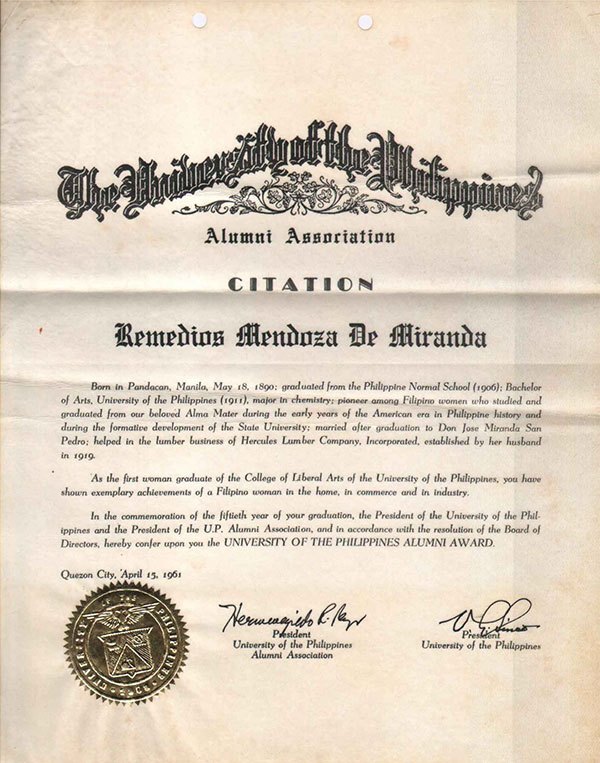 The University of the Philippines
Alumni Association
CITATION
Remedios Mendoza De Miranda
Born in Pandacan, Manila, May 18, 1890; graduated from the Philippine Normal School (1906); Bachelor
of Arts, University of the Philippines (1911), major in chemistry; pioneer among Filipino women who studied and
graduated from our beloved Alma Mater during the early years of the American era in Philippine history and
during the formative development of the State University; married after graduation to Don Jose Miranda San
Pedro; helped in the lumber business of Hercules Lumber Company, Incorporated, established by her husband
in 1919.
As the first woman graduate of the College of Liberal Arts of the University of the Philippines, you have
shown exemplary achievements of a Filipino woman in the home, in commerce and in industry.
In the commemoration of the fiftieth year of your graduation, the President of the University of the Phil-
ippines and the President of the U.P. Alumni Association, and in accordance with the resolution of the Board of
Directors, hereby confer upon you the UNIVERSITY OF THE PHILIPPINES ALUMNI AWARD.
Quezon City, April 15, 1961
President
University of the Philippines
Alumni Association
President
University of the Philippines